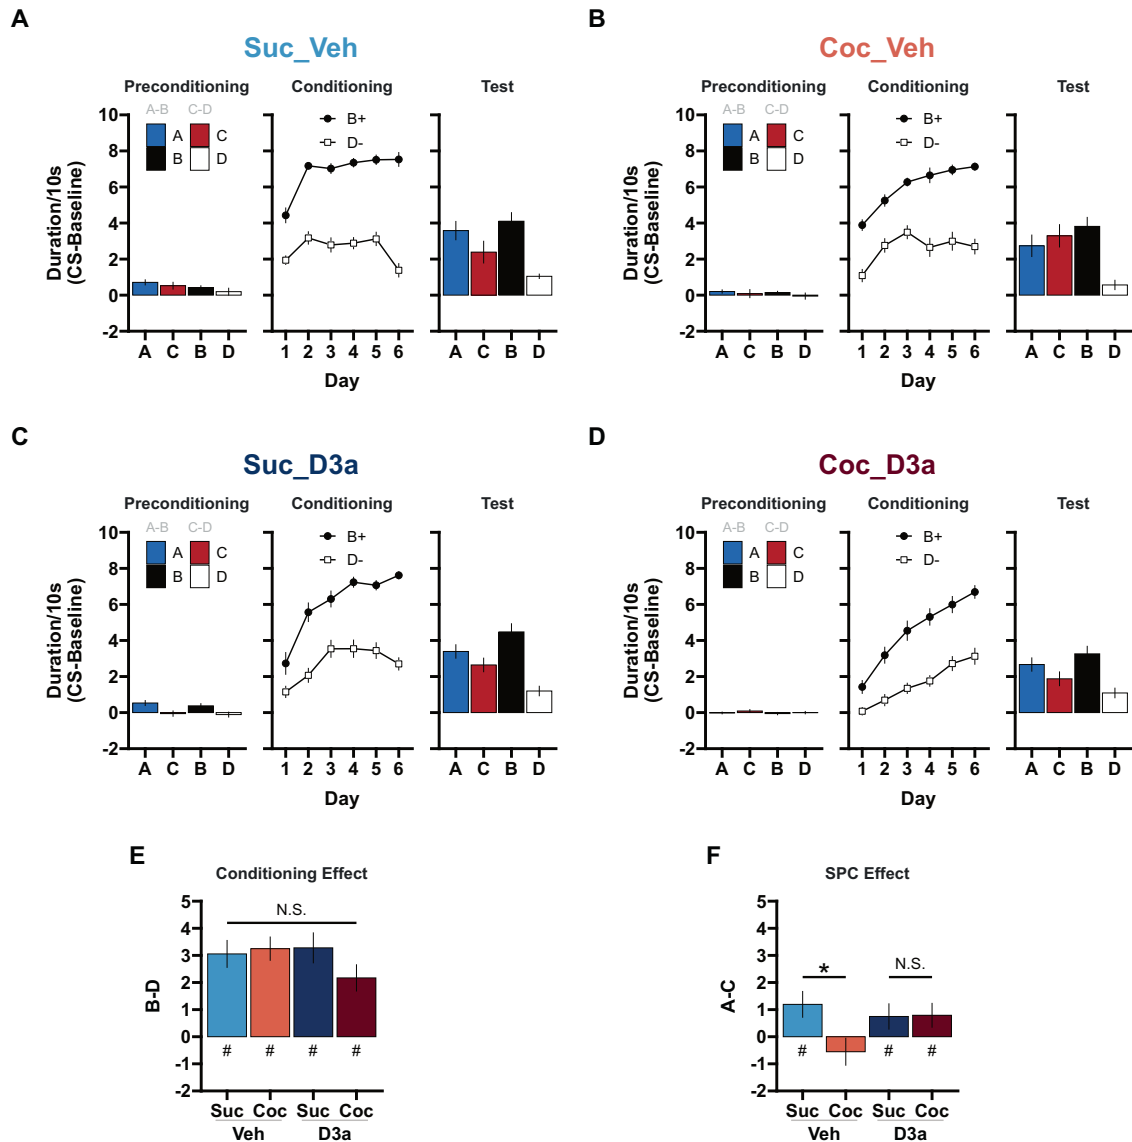 A
Suc_Veh
Preconditioning
Conditioning
Test
A-B
C-D
A
C
B
D
B+
D-
Duration/10s
(CS-Baseline)
10
8
6
4
2
0
-2
A C B D
1 2 3 4 5 6
A C B D
Day
B
Coc_Veh
Preconditioning
Conditioning
Test
A-B
C-D
A
C
B
D
B+
D-
Duration/10s
(CS-Baseline)
10
8
6
4
2
0
-2
A C B D
1 2 3 4 5 6
A C B D
Day
C
Suc_D3a
Preconditioning
Conditioning
Test
A-B
C-D
A
C
B
D
B+
D-
Duration/10s
(CS-Baseline)
10
8
6
4
2
0
-2
A C B D
1 2 3 4 5 6
A C B D
Day
D
Coc_D3a
Preconditioning
Conditioning
Test
A-B
C-D
A
C
B
D
B+
D-
Duration/10s
(CS-Baseline)
10
8
6
4
2
0
-2
A C B D
1 2 3 4 5 6
A C B D
Day
E
Conditioning Effect
N.S.
B-D
5
4
3
2
1
0
-1
-2
# # # #
Suc Coc Suc Coc
Veh D3a
F
SPC Effect
*
N.S.
A-C
5
4
3
2
1
0
-1
-2
# # #
Suc Coc Suc Coc
Veh D3a